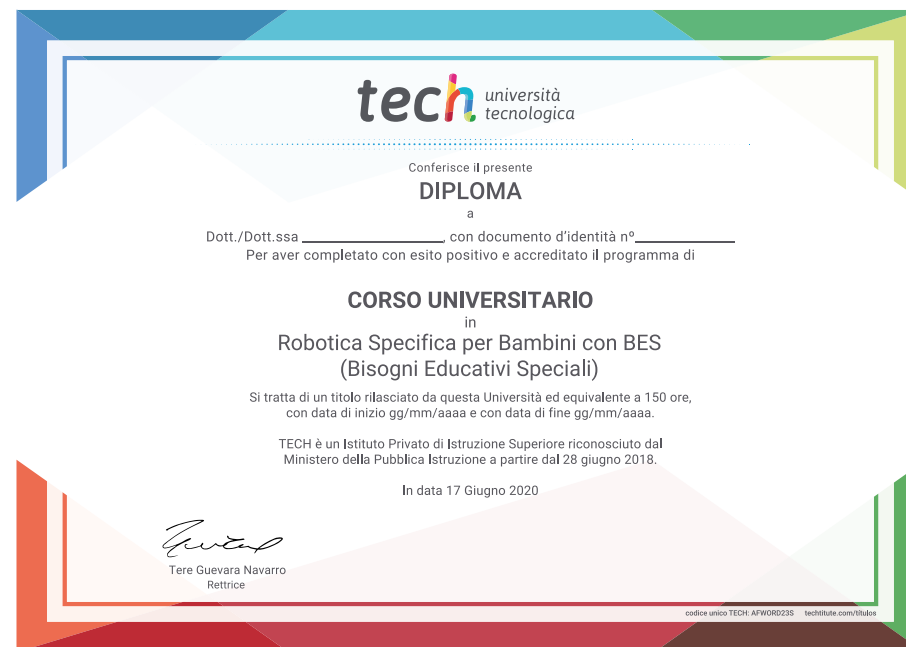 tech università
tecnologica
Conferisce il presente
DIPLOMA
a
Dott./Dott.ssa ____________________, con documento d'identità nº______________
Per aver completato con esito positivo e accreditato il programma di
CORSO UNIVERSITARIO
in
Robotica Specifica per Bambini con BES
(Bisogni Educativi Speciali)
Si tratta di un titolo rilasciato da questa Università ed equivalente a 150 ore,
con data di inizio gg/mm/aaaa e con data di fine gg/mm/aaaa.
TECH è un Istituto Privato di Istruzione Superiore riconosciuto dal
Ministero della Pubblica Istruzione a partire dal 28 giugno 2018.
In data 17 Giugno 2020
Tere Guevara Navarro
Rettrice
codice unico TECH: AFWORD23S techtitute.com/titulos